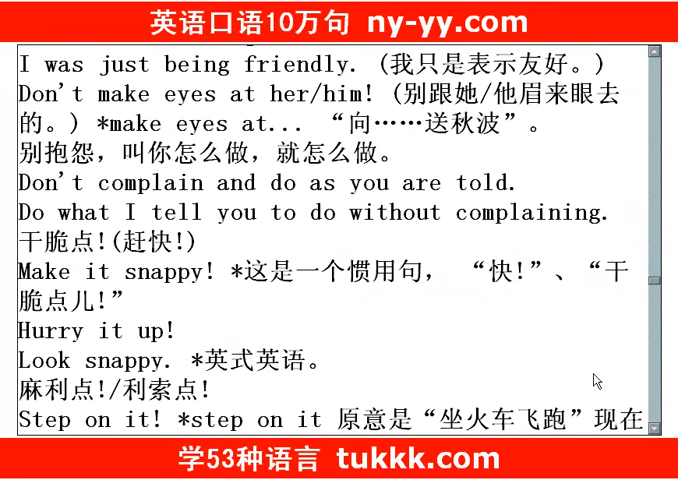 英语口语10万句 ny-yy.com
I was just being friendly. (我只是表示友好。)
Don't make eyes at her/him! (别跟她/他眉来眼去
的。) *make eyes at... “向……送秋波”。
别抱怨，叫你怎么做，就怎么做。
Don't complain and do as you are told.
Do what I tell you to do without complaining.
干脆点!(赶快!)
Make it snappy! *这是一个惯用句， “快!”、“干
脆点儿!”
Hurry it up!
Look snappy. *英式英语。
麻利点!/利索点!
Step on it! *step on it 原意是“坐火车飞跑”现在
学53种语言 tukkk.com